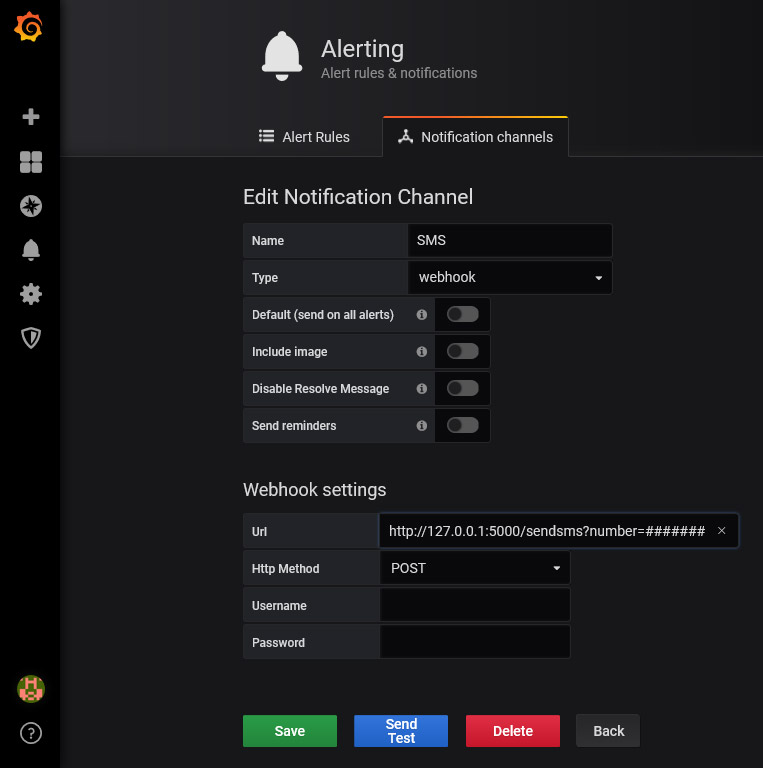 Alerting
Alert rules & notifications
Alert Rules
Notification channels
Edit Notification Channel
Name
SMS
Type
webhook
Default (send on all alerts)
Include image
Disable Resolve Message
Send reminders
Webhook settings
Url
http://127.0.0.1:5000/sendsms?number=#######
Http Method
POST
Username
Password
Save
Send
Test
Delete
Back